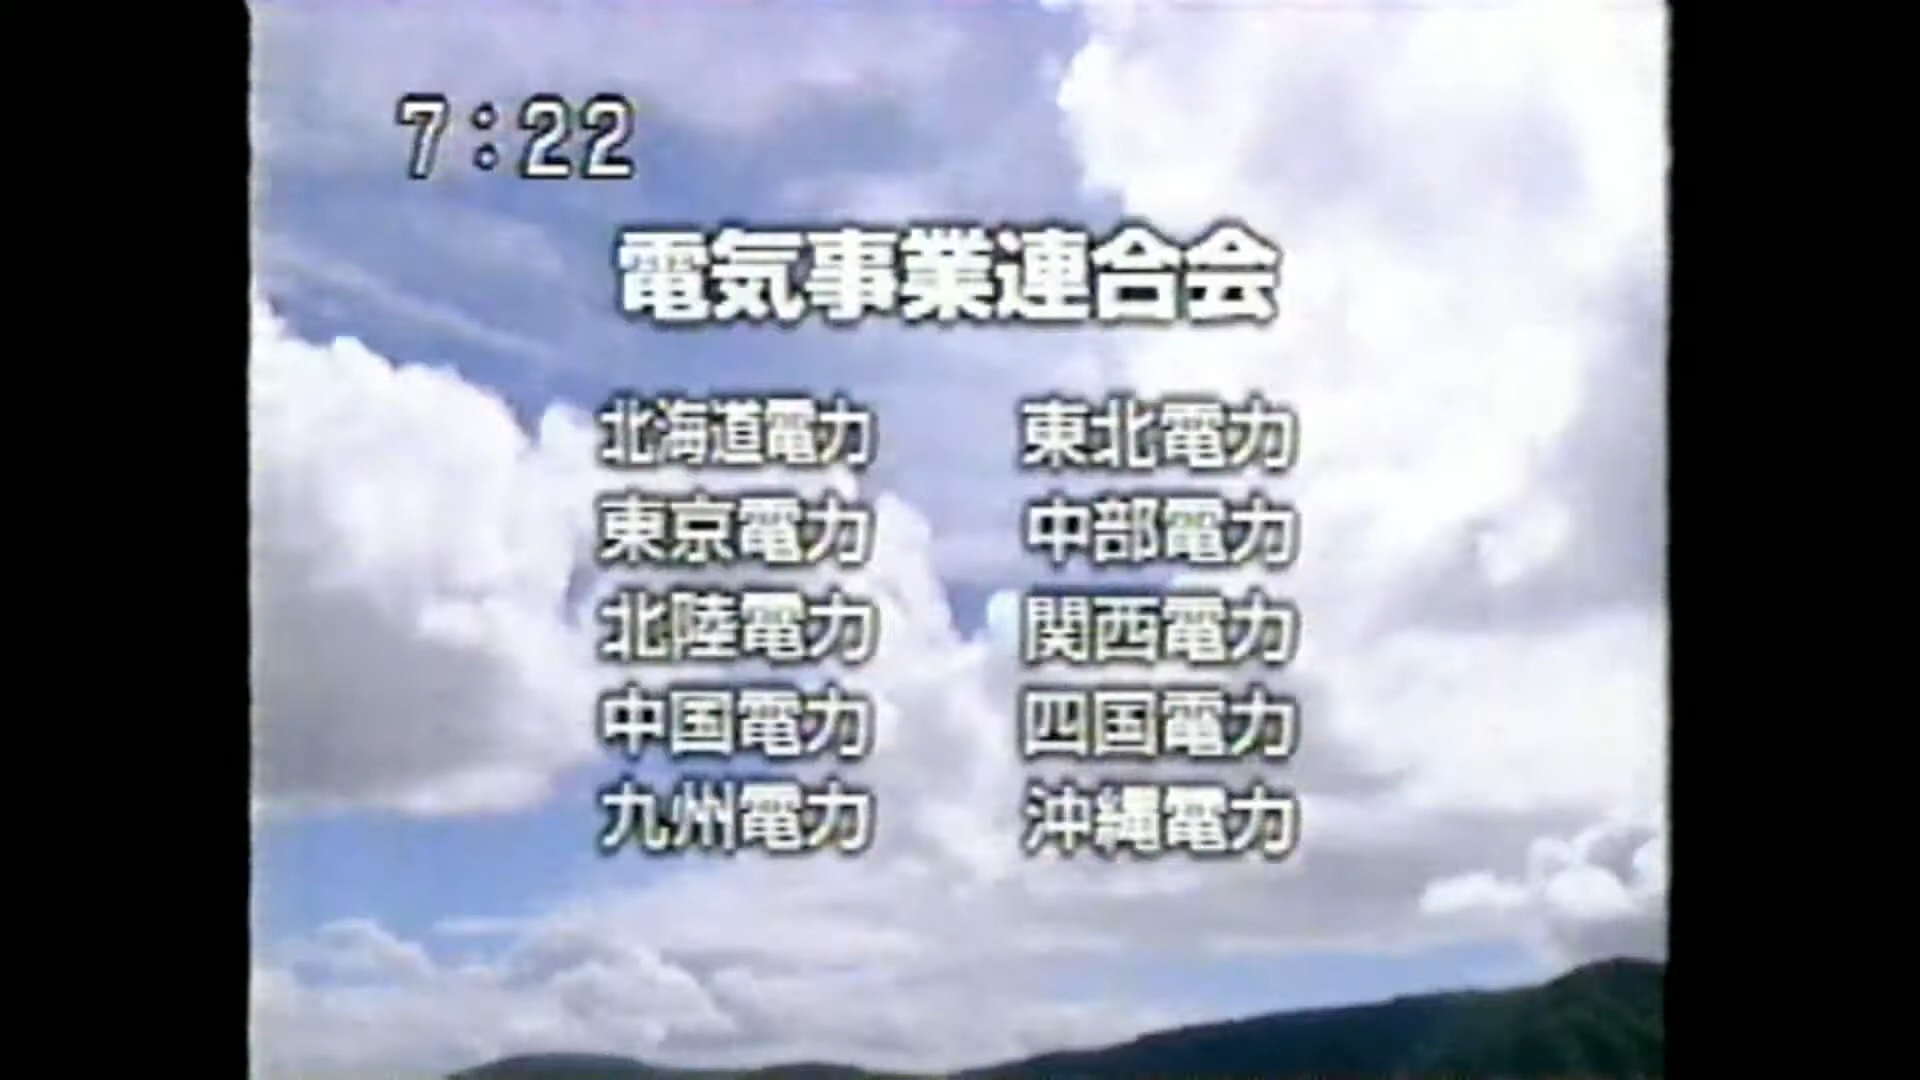 7:22
電気事業連合会
北海道電力 東北電力
東京電力 中部電力
北陸電力 関西電力
中国電力 四国電力
九州電力 沖縄電力